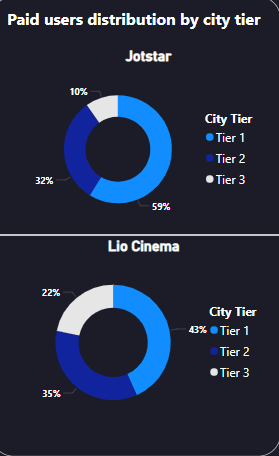 Paid users distribution by city tier
Jotstar
10%
City Tier
Tier 1
Tier 2
Tier 3
32%
59%
Lio Cinema
22%
City Tier
43%
Tier 1
Tier 2
Tier 3
35%